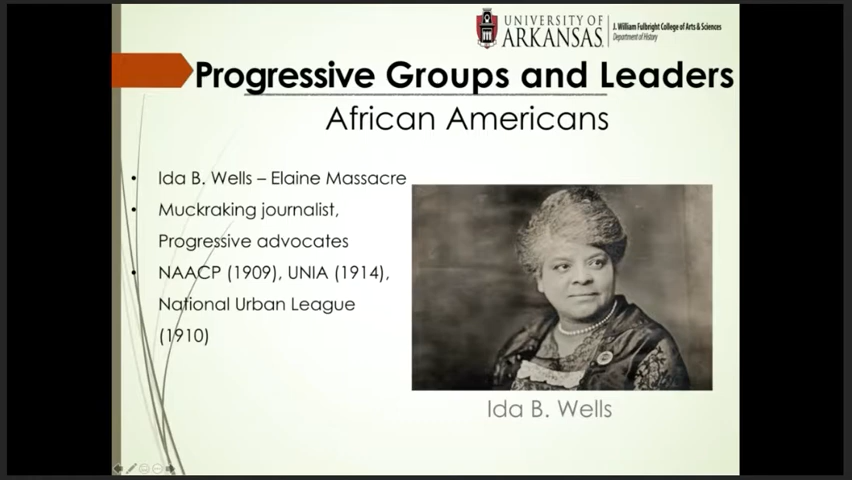 UNIVERSITY OF
ARKANSAS
J. William Fulbright College of Arts & Sciences
Department of History
Progressive Groups and Leaders
African Americans
• Ida B. Wells – Elaine Massacre
• Muckraking journalist,
Progressive advocates
• NAACP (1909), UNIA (1914),
National Urban League
(1910)
Ida B. Wells